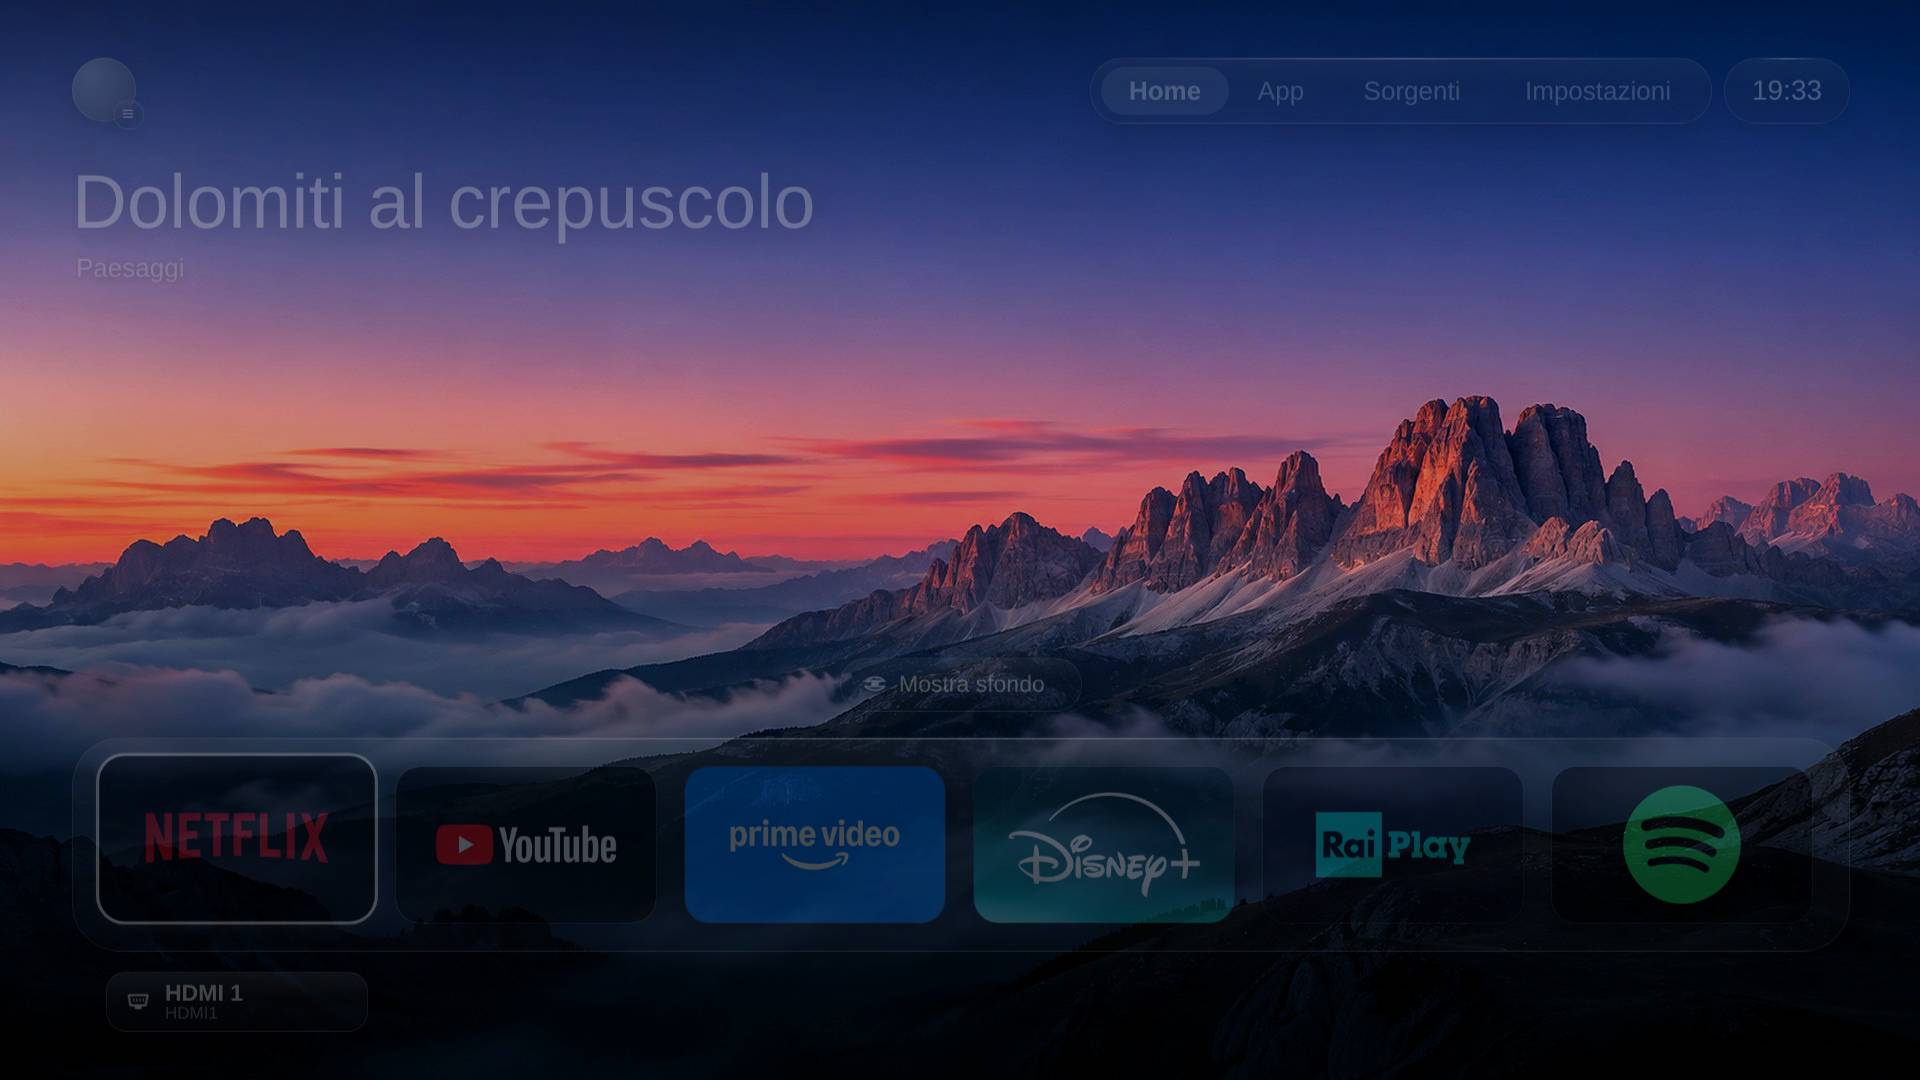 Home
App
Sorgenti
Impostazioni
19:33
Dolomiti al crepuscolo
Paesaggi
Mostra sfondo
NETFLIX
YouTube
prime video
Disney+
Rai Play
HDMI 1
HDMI1